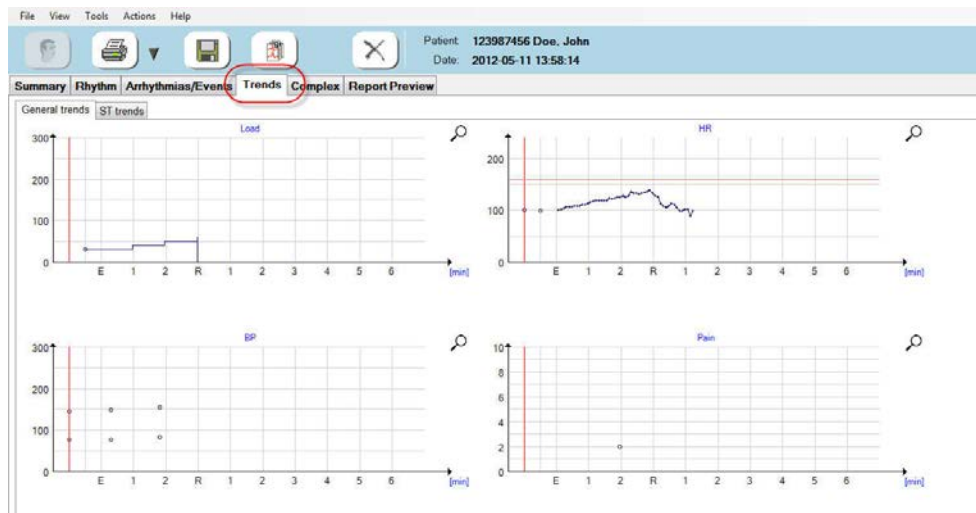 File View Tools Actions Help
Patient: 123987456 Doe, John
Date: 2012-05-11 13:58:14
Summary Rhythm Arrhythmias/Events Trends Complex Report Preview
General trends ST trends
Load
300
200
100
0
E 1 2 R 1 2 3 4 5 6 [min]
HR
200
100
0
E 1 2 R 1 2 3 4 5 6 [min]
BP
300
200
100
0
E 1 2 R 1 2 3 4 5 6 [min]
Pain
10
8
6
4
2
0
E 1 2 R 1 2 3 4 5 6 [min]